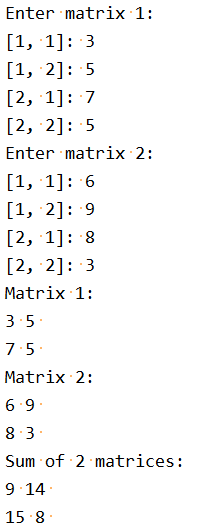 Enter matrix 1:
[1, 1]: 3
[1, 2]: 5
[2, 1]: 7
[2, 2]: 5
Enter matrix 2:
[1, 1]: 6
[1, 2]: 9
[2, 1]: 8
[2, 2]: 3
Matrix 1:
3 5
7 5
Matrix 2:
6 9
8 3
Sum of 2 matrices:
9 14
15 8